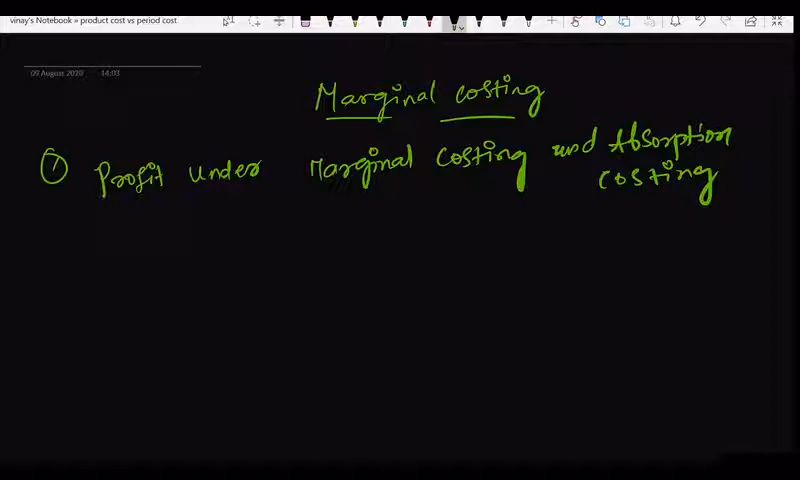 vinay's Notebook » product cost vs period cost
09 August 2020 14:03
Marginal costing
① Profit under Marginal costing and Absorption
costing